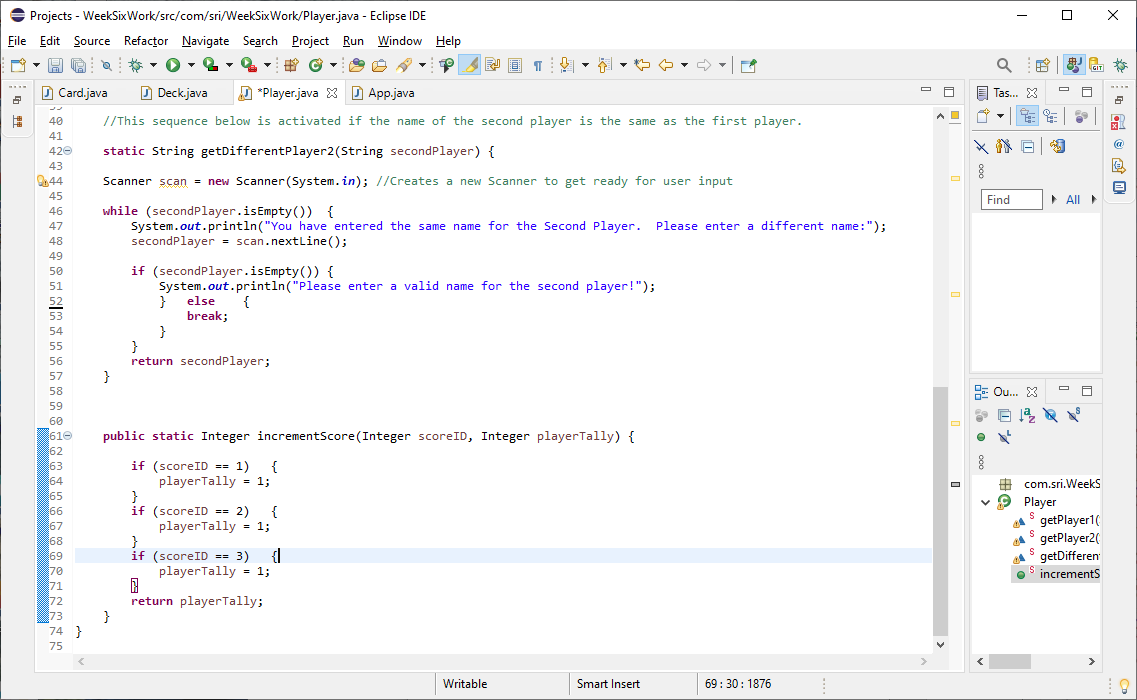 Projects - WeekSixWork/src/com/sri/WeekSixWork/Player.java - Eclipse IDE
File Edit Source Refactor Navigate Search Project Run Window Help
Card.java Deck.java *Player.java App.java
40 //This sequence below is activated if the name of the second player is the same as the first player.
41
42 static String getDifferentPlayer2(String secondPlayer) {
43
44 Scanner scan = new Scanner(System.in); //Creates a new Scanner to get ready for user input
45
46 while (secondPlayer.isEmpty())  {
47 System.out.println("You have entered the same name for the Second Player.  Please enter a different name:");
48 secondPlayer = scan.nextLine();
49
50 if (secondPlayer.isEmpty()) {
51 System.out.println("Please enter a valid name for the second player!");
52 }   else    {
53 break;
54 }
55 }
56 return secondPlayer;
57 }
58
59
60
61 public static Integer incrementScore(Integer scoreID, Integer playerTally) {
62
63 if (scoreID == 1)   {
64 playerTally = 1;
65 }
66 if (scoreID == 2)   {
67 playerTally = 1;
68 }
69 if (scoreID == 3)   {
70 playerTally = 1;
71 }
72 return playerTally;
73 }
74 }
75
Writable Smart Insert 69 : 30 : 1876
Tas...
Find All
Ou...
com.sri.WeekS
Player
getPlayer1(
getPlayer2(
getDifferent
incrementS